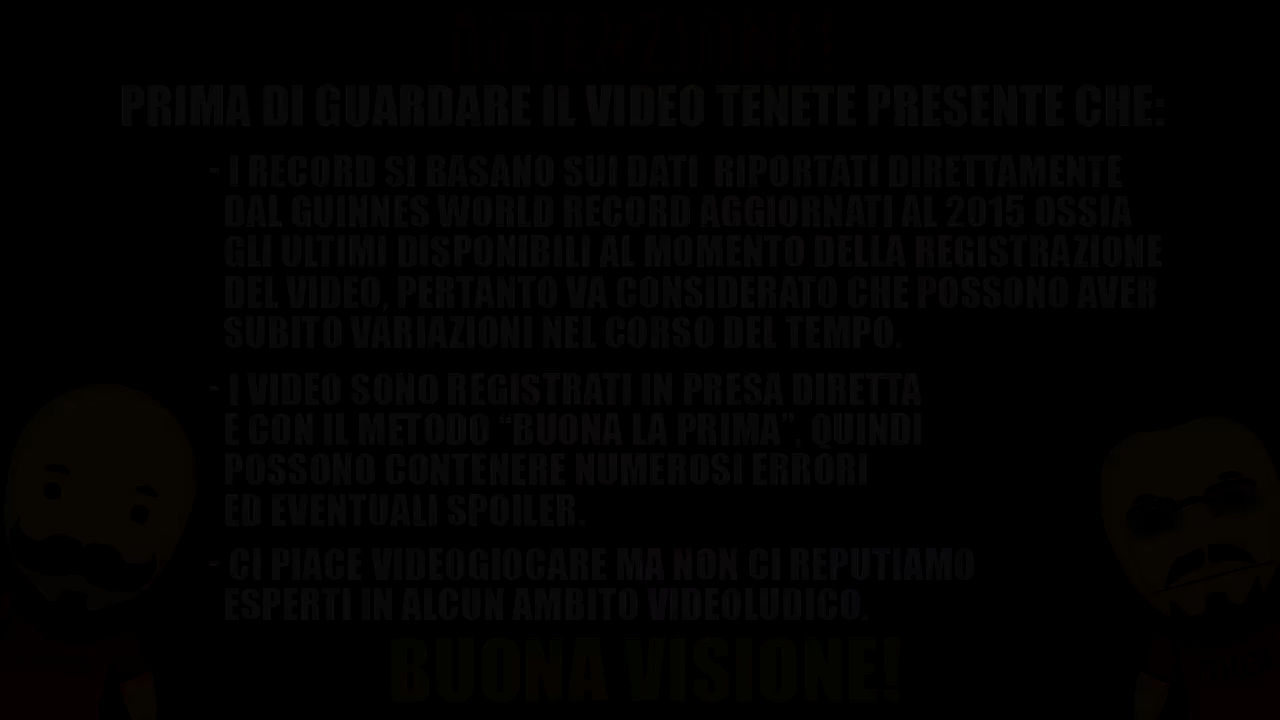 ATTENZIONE!
PRIMA DI GUARDARE IL VIDEO TENETE PRESENTE CHE:
- I RECORD SI BASANO SUI DATI RIPORTATI DIRETTAMENTE
DAL GUINNES WORLD RECORD AGGIORNATI AL 2015 OSSIA
GLI ULTIMI DISPONIBILI AL MOMENTO DELLA REGISTRAZIONE
DEL VIDEO, PERTANTO VA CONSIDERATO CHE POSSONO AVER
SUBITO VARIAZIONI NEL CORSO DEL TEMPO.
- I VIDEO SONO REGISTRATI IN PRESA DIRETTA
E CON IL METODO “BUONA LA PRIMA”, QUINDI
POSSONO CONTENERE NUMEROSI ERRORI
ED EVENTUALI SPOILER.
- CI PIACE VIDEOGIOCARE MA NON CI REPUTIAMO
ESPERTI IN ALCUN AMBITO VIDEOLUDICO.
BUONA VISIONE!